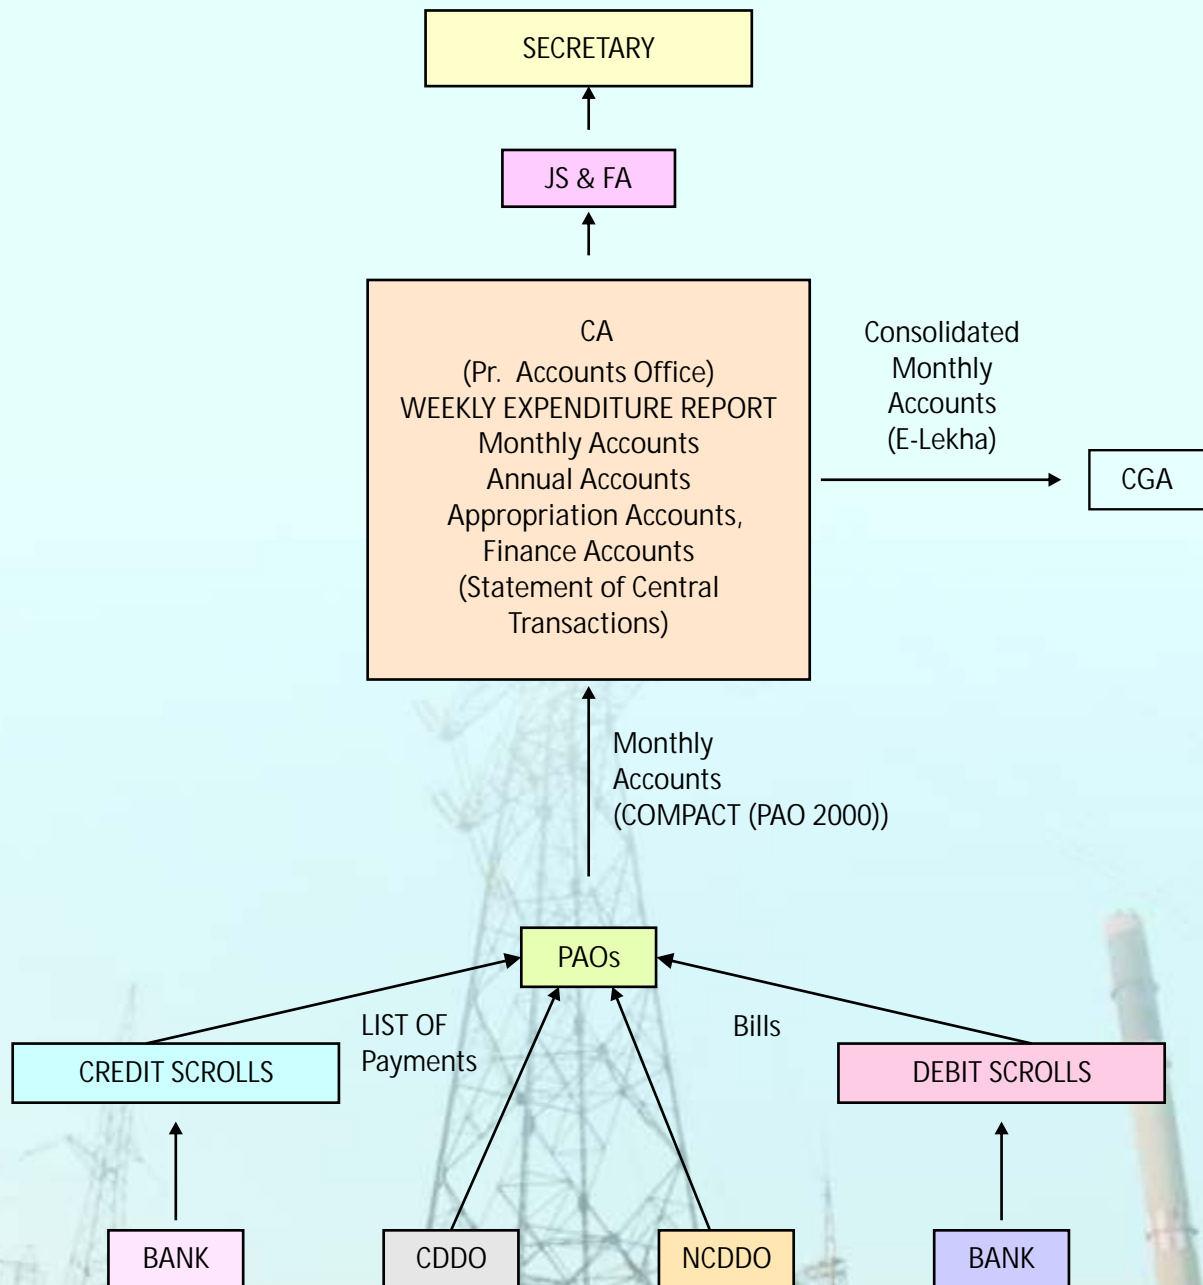 SECRETARY
JS & FA
CA
(Pr. Accounts Office)
WEEKLY EXPENDITURE REPORT
Monthly Accounts
Annual Accounts
Appropriation Accounts,
Finance Accounts
(Statement of Central
Transactions)
Consolidated
Monthly
Accounts
(E-Lekha)
CGA
Monthly
Accounts
(COMPACT (PAO 2000))
PAOs
LIST OF
Payments
Bills
CREDIT SCROLLS
DEBIT SCROLLS
BANK
CDDO
NCDDO
BANK